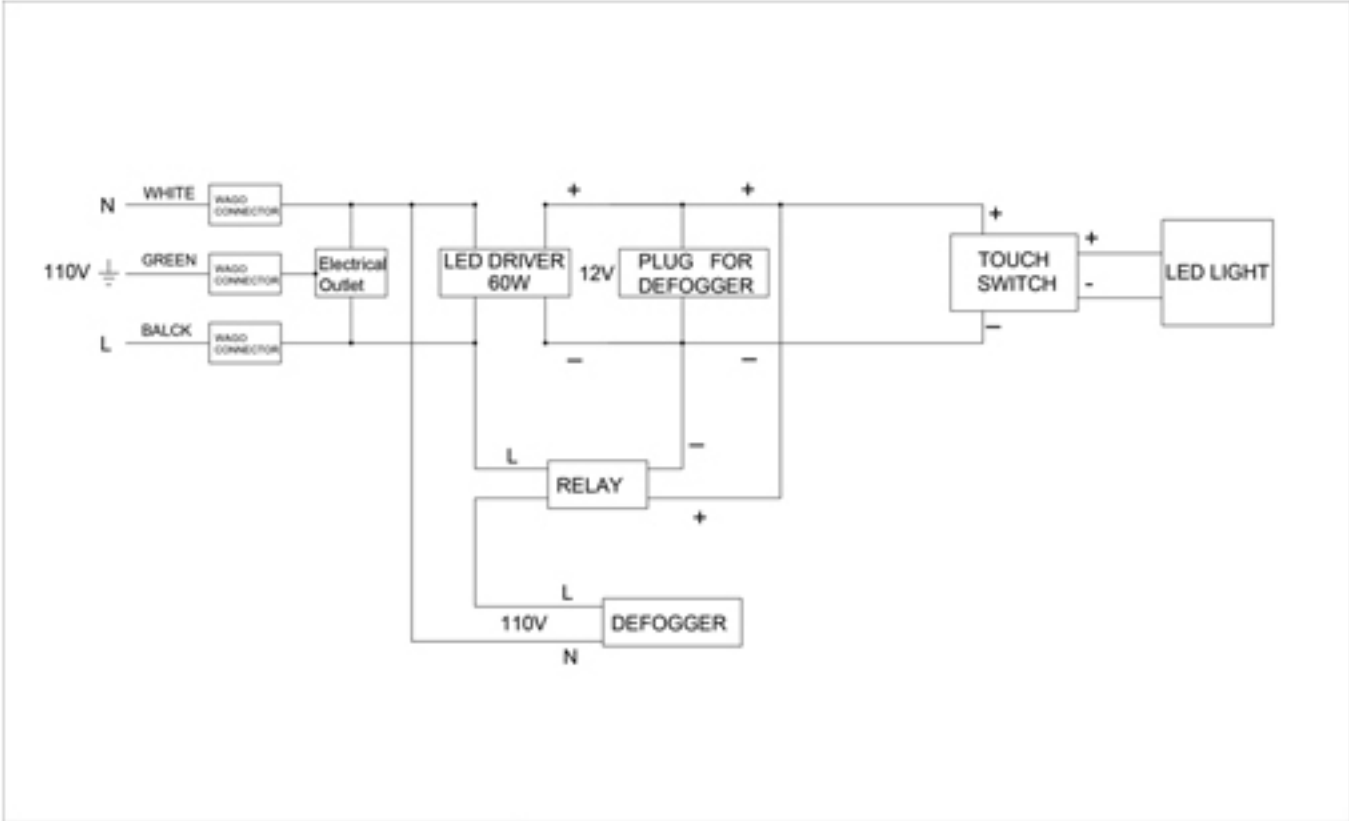 N
WHITE
WAGO
CONNECTOR
110V
GREEN
WAGO
CONNECTOR
L
BALCK
WAGO
CONNECTOR
Electrical
Outlet
LED DRIVER
60W
12V
+
-
PLUG FOR
DEFOGGER
+
-
+
-
TOUCH
SWITCH
+
-
LED LIGHT
L
RELAY
-
+
L
110V
N
DEFOGGER